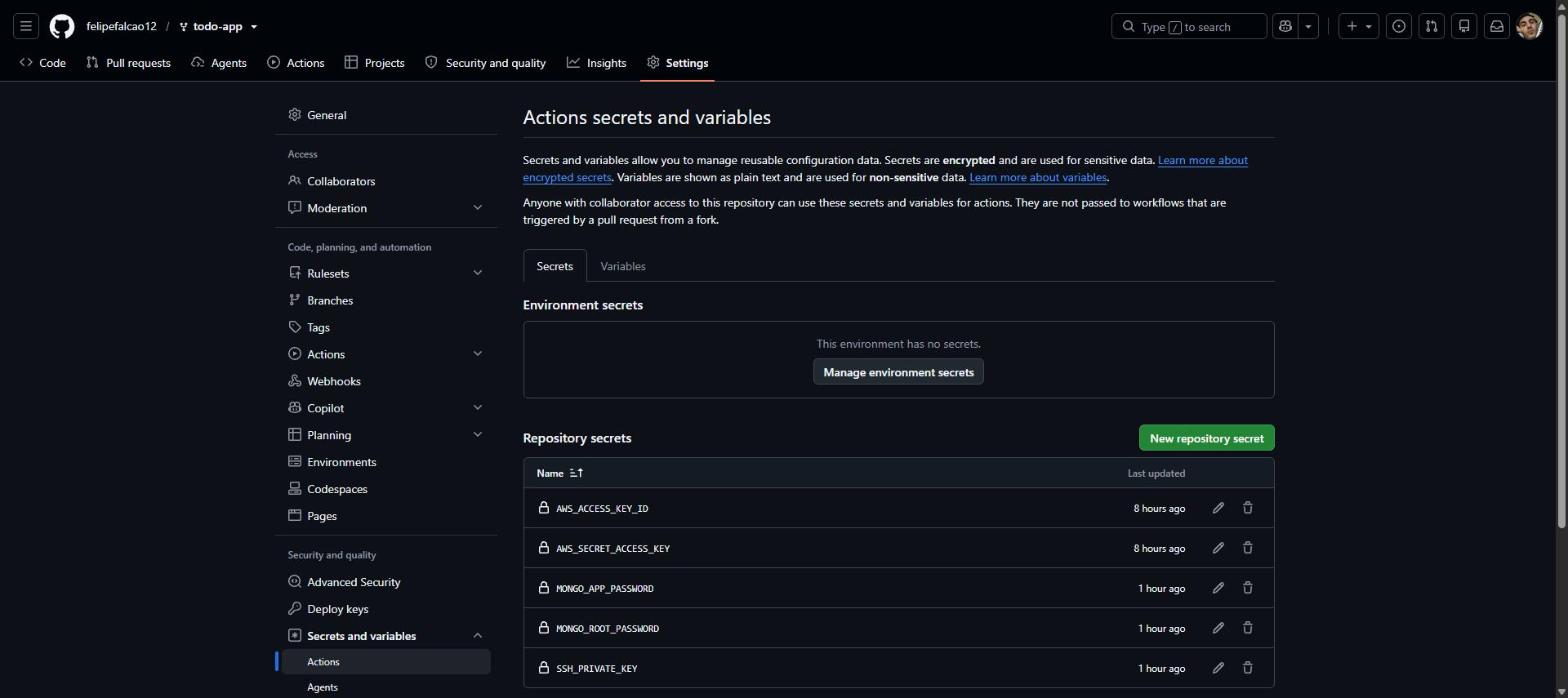 felipefalcao12 / todo-app
Type / to search
Code Pull requests Agents Actions Projects Security and quality Insights Settings
General
Access
Collaborators
Moderation
Code, planning, and automation
Rulesets
Branches
Tags
Actions
Webhooks
Copilot
Planning
Environments
Codespaces
Pages
Security and quality
Advanced Security
Deploy keys
Secrets and variables
Actions
Agents
Actions secrets and variables
Secrets and variables allow you to manage reusable configuration data. Secrets are encrypted and are used for sensitive data. Learn more about
encrypted secrets. Variables are shown as plain text and are used for non-sensitive data. Learn more about variables.
Anyone with collaborator access to this repository can use these secrets and variables for actions. They are not passed to workflows that are
triggered by a pull request from a fork.
Secrets Variables
Environment secrets
This environment has no secrets.
Manage environment secrets
Repository secrets New repository secret
Name Last updated
AWS_ACCESS_KEY_ID 8 hours ago
AWS_SECRET_ACCESS_KEY 8 hours ago
MONGO_APP_PASSWORD 1 hour ago
MONGO_ROOT_PASSWORD 1 hour ago
SSH_PRIVATE_KEY 1 hour ago